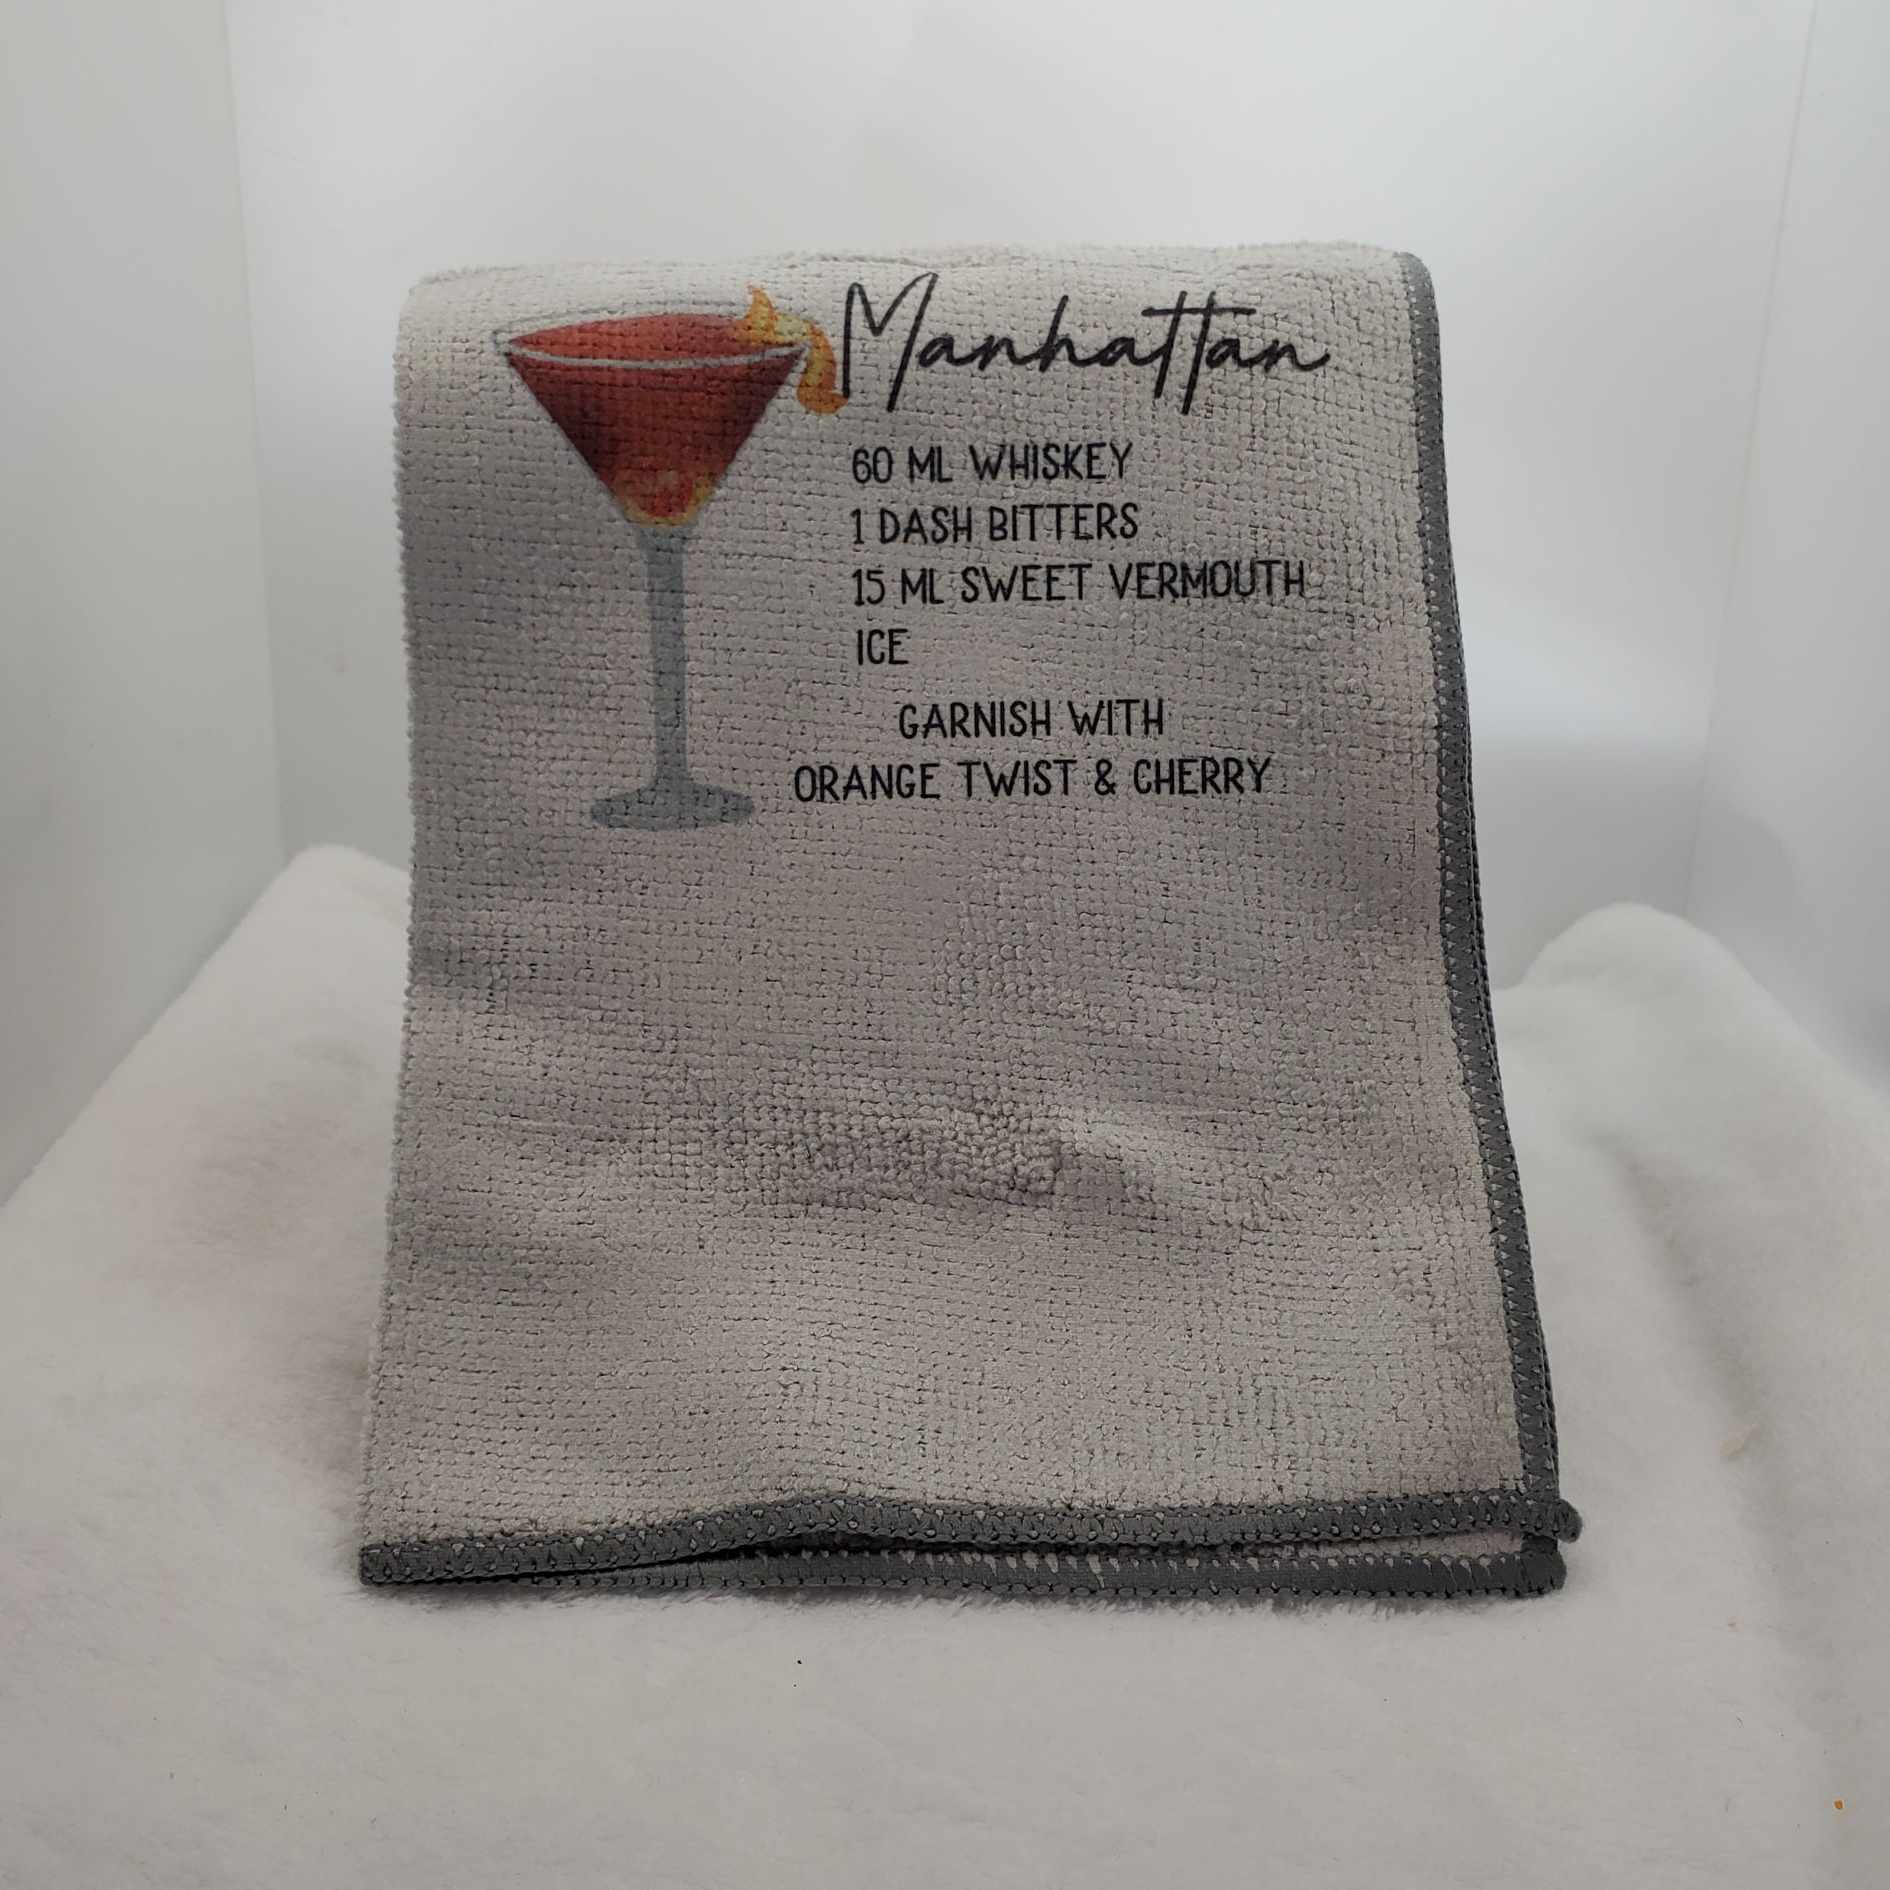 Manhattan
60 ML WHISKEY
1 DASH BITTERS
15 ML SWEET VERMOUTH
ICE
GARNISH WITH
ORANGE TWIST & CHERRY